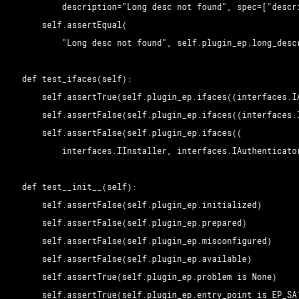 description="Long desc not found", spec=["descri
self.assertEqual(
"Long desc not found", self.plugin_ep.long_descr
def test_ifaces(self):
self.assertTrue(self.plugin_ep.ifaces((interfaces.IA
self.assertFalse(self.plugin_ep.ifaces((interfaces.I
self.assertFalse(self.plugin_ep.ifaces((
interfaces.IInstaller, interfaces.IAuthenticator
def test__init__(self):
self.assertFalse(self.plugin_ep.initialized)
self.assertFalse(self.plugin_ep.prepared)
self.assertFalse(self.plugin_ep.misconfigured)
self.assertFalse(self.plugin_ep.available)
self.assertTrue(self.plugin_ep.problem is None)
self.assertTrue(self.plugin_ep.entry_point is EP_SA